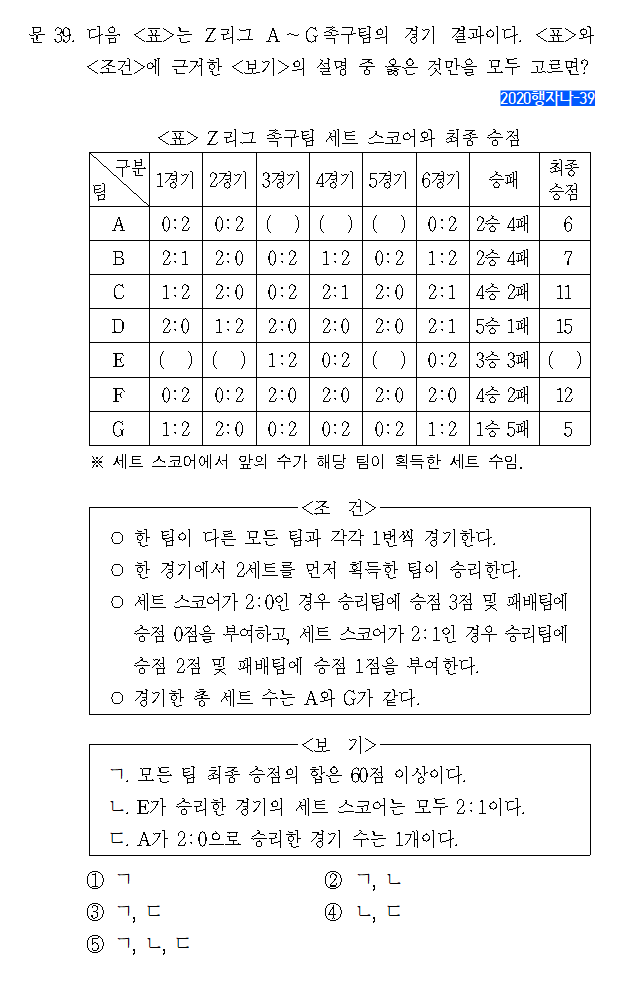 문 39. 다음 <표>는 Z리그 A ~ G족구팀의 경기 결과이다. <표>와
<조건>에 근거한 <보기>의 설명 중 옳은 것만을 모두 고르면?
2020행자나-39
<표> Z리그 족구팀 세트 스코어와 최종 승점
구분 팀 1경기 2경기 3경기 4경기 5경기 6경기 승패 최종 승점
A 0:2 0:2 ( ) ( ) ( ) 0:2 2승 4패 6
B 2:1 2:0 0:2 1:2 0:2 1:2 2승 4패 7
C 1:2 2:0 0:2 2:1 2:0 2:1 4승 2패 11
D 2:0 1:2 2:0 2:0 2:0 2:1 5승 1패 15
E ( ) ( ) 1:2 0:2 ( ) 0:2 3승 3패 ( )
F 0:2 0:2 2:0 2:0 2:0 2:0 4승 2패 12
G 1:2 2:0 0:2 0:2 0:2 1:2 1승 5패 5
※ 세트 스코어에서 앞의 수가 해당 팀이 획득한 세트 수임.
<조 건>
○ 한 팀이 다른 모든 팀과 각각 1번씩 경기한다.
○ 한 경기에서 2세트를 먼저 획득한 팀이 승리한다.
○ 세트 스코어가 2:0인 경우 승리팀에 승점 3점 및 패배팀에
승점 0점을 부여하고, 세트 스코어가 2:1인 경우 승리팀에
승점 2점 및 패배팀에 승점 1점을 부여한다.
○ 경기한 총 세트 수는 A와 G가 같다.
<보 기>
ㄱ. 모든 팀 최종 승점의 합은 60점 이상이다.
ㄴ. E가 승리한 경기의 세트 스코어는 모두 2:1이다.
ㄷ. A가 2:0으로 승리한 경기 수는 1개이다.
① ㄱ ② ㄱ, ㄴ
③ ㄱ, ㄷ ④ ㄴ, ㄷ
⑤ ㄱ, ㄴ, ㄷ